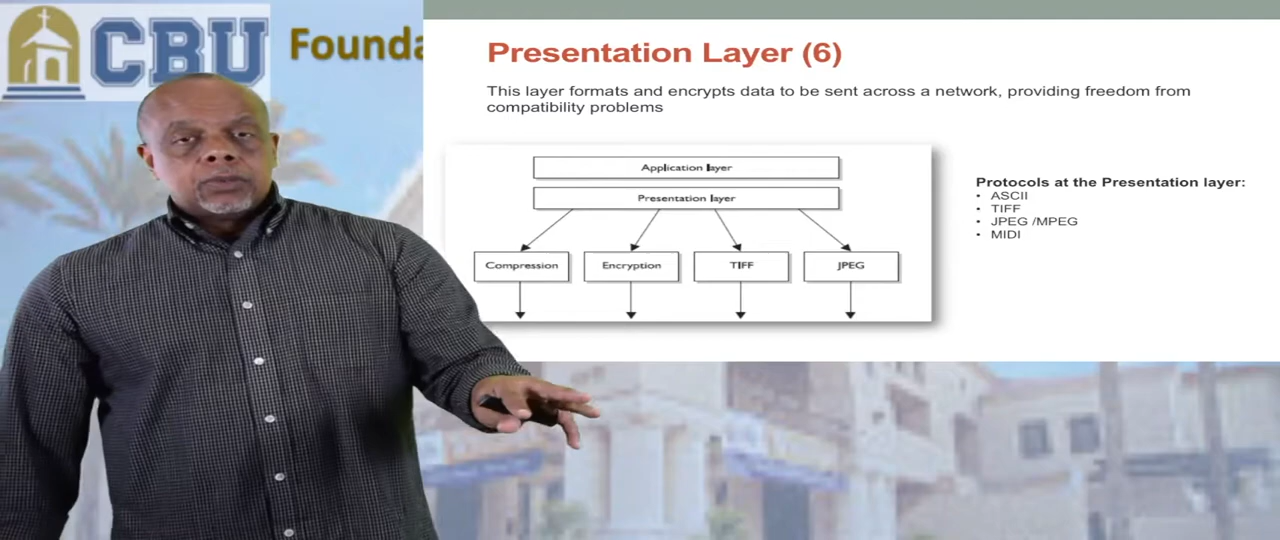 CBU
Founda
Presentation Layer (6)
This layer formats and encrypts data to be sent across a network, providing freedom from
compatibility problems
Application layer
Presentation layer
Compression
Encryption
TIFF
JPEG
Protocols at the Presentation layer:
• ASCII
• TIFF
• JPEG /MPEG
• MIDI